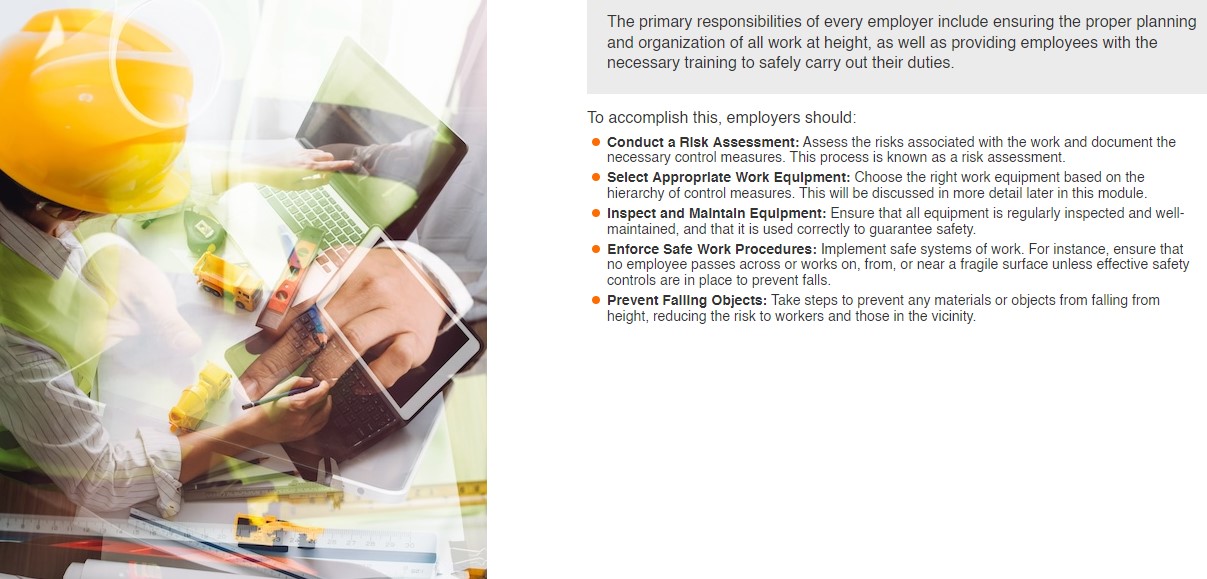 The primary responsibilities of every employer include ensuring the proper planning
and organization of all work at height, as well as providing employees with the
necessary training to safely carry out their duties.
To accomplish this, employers should:
Conduct a Risk Assessment: Assess the risks associated with the work and document the
necessary control measures. This process is known as a risk assessment.
Select Appropriate Work Equipment: Choose the right work equipment based on the
hierarchy of control measures. This will be discussed in more detail later in this module.
Inspect and Maintain Equipment: Ensure that all equipment is regularly inspected and well-
maintained, and that it is used correctly to guarantee safety.
Enforce Safe Work Procedures: Implement safe systems of work. For instance, ensure that
no employee passes across or works on, from, or near a fragile surface unless effective safety
controls are in place to prevent falls.
Prevent Falling Objects: Take steps to prevent any materials or objects from falling from
height, reducing the risk to workers and those in the vicinity.